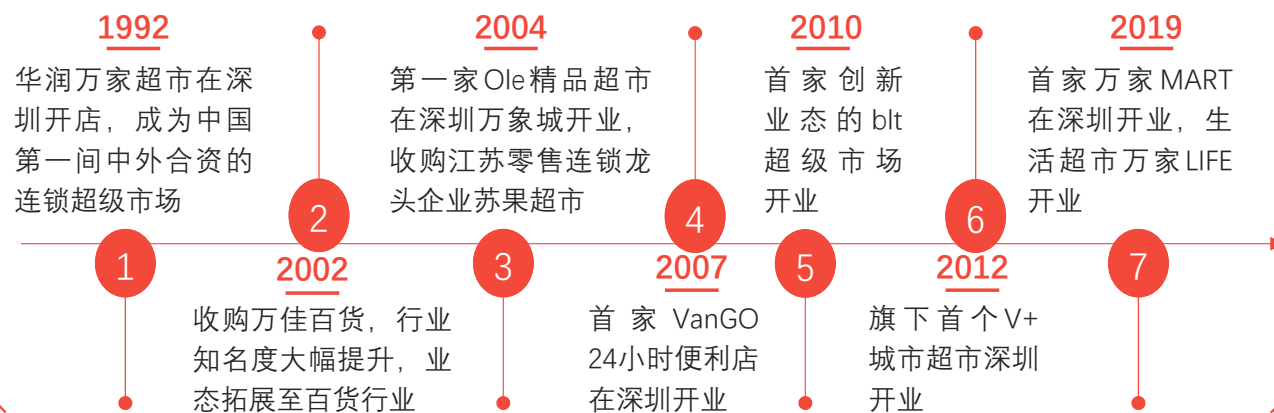 1992
华润万家超市在深
圳开店，成为中国
第一间中外合资的
连锁超级市场
1
2
2002
收购万佳百货，行业
知名度大幅提升，业
态拓展至百货行业
2004
第一家Ole精品超市
在深圳万象城开业，
收购江苏零售连锁龙
头企业苏果超市
3
4
2007
首家 VanGO
24小时便利店
在深圳开业
2010
首家创新
业态的blt
超级市场
开业
5
6
2012
旗下首个V+
城市超市深圳
开业
2019
首家万家MART
在深圳开业，生
活超市万家LIFE
开业
7